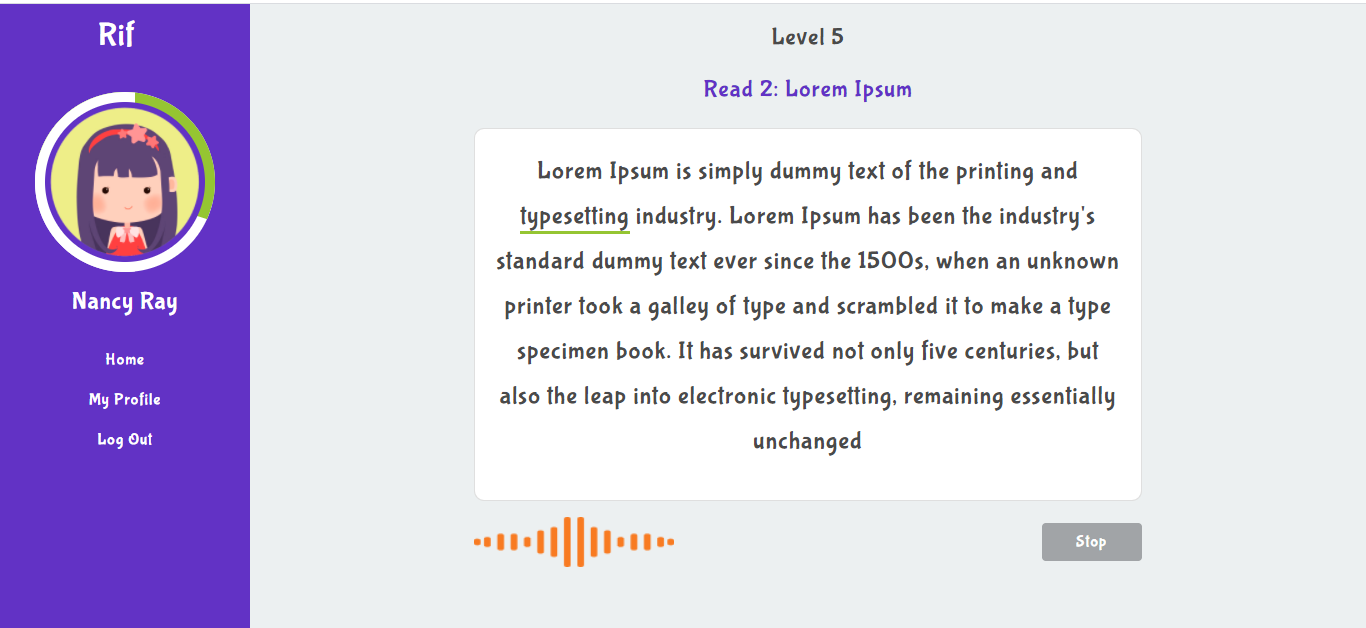 Rif
Nancy Ray
Home
My Profile
Log Out
Level 5
Read 2: Lorem Ipsum
Lorem Ipsum is simply dummy text of the printing and
typesetting industry. Lorem Ipsum has been the industry's
standard dummy text ever since the 1500s, when an unknown
printer took a galley of type and scrambled it to make a type
specimen book. It has survived not only five centuries, but
also the leap into electronic typesetting, remaining essentially
unchanged
Stop